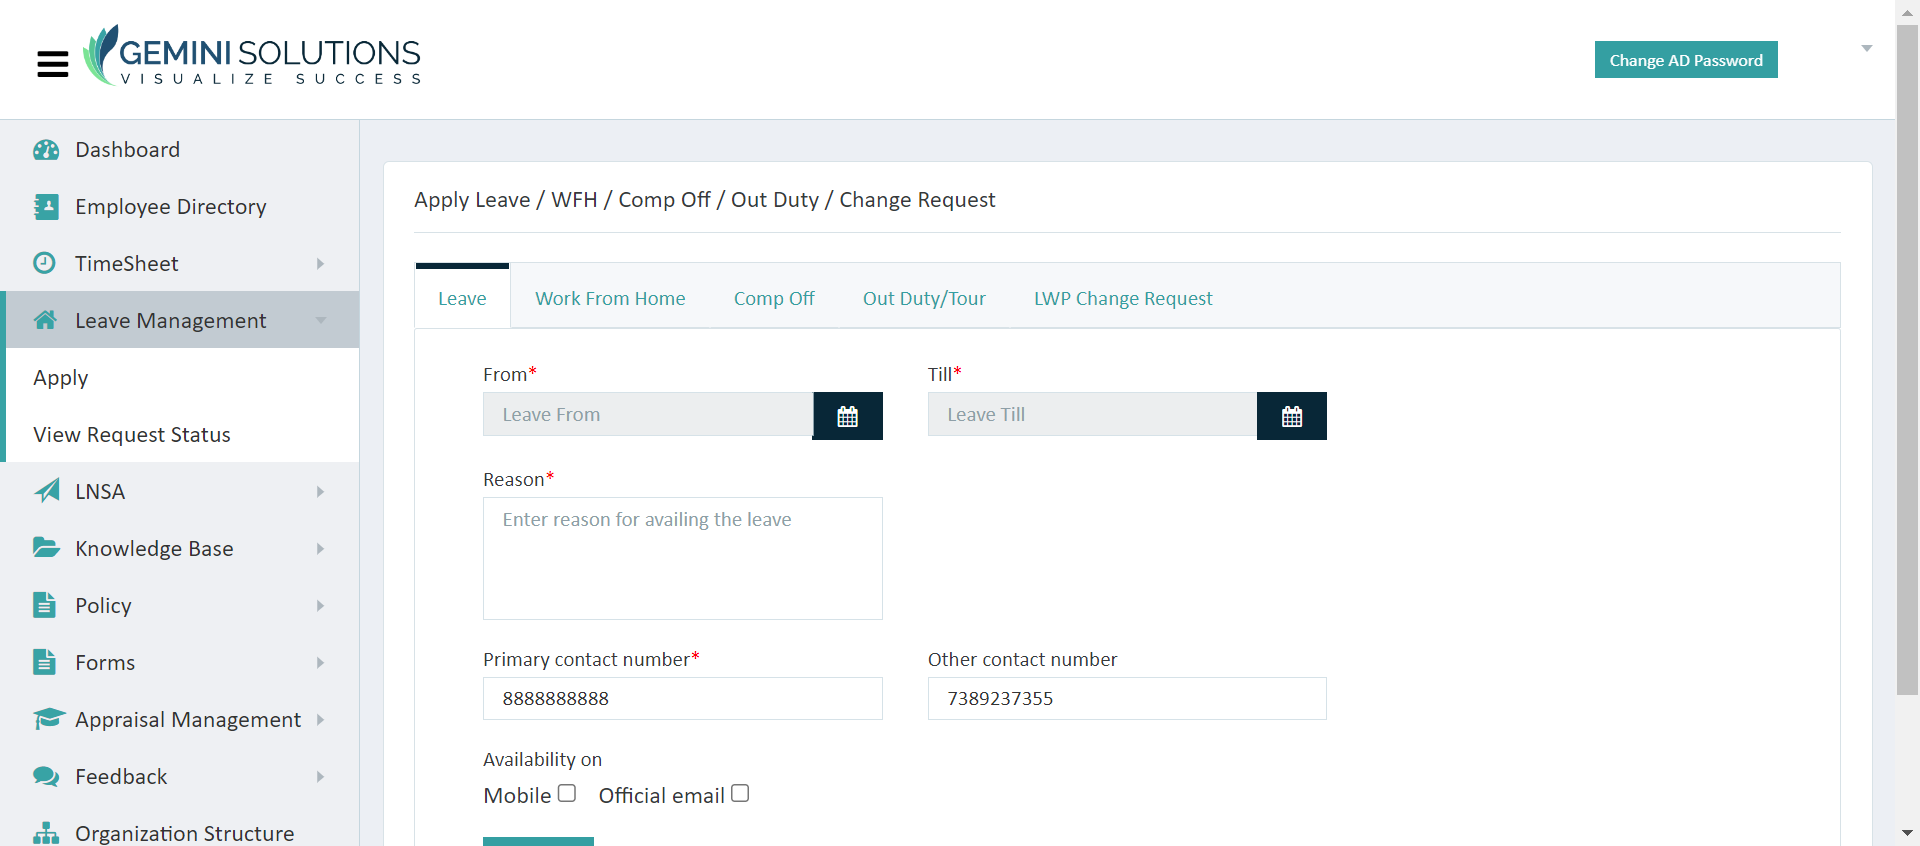 GEMINI SOLUTIONS
VISUALIZE SUCCESS
Change AD Password
Dashboard
Employee Directory
TimeSheet
Leave Management
Apply
View Request Status
LNSA
Knowledge Base
Policy
Forms
Appraisal Management
Feedback
Organization Structure
Apply Leave / WFH / Comp Off / Out Duty / Change Request
Leave Work From Home Comp Off Out Duty/Tour LWP Change Request
From* Till*
Leave From Leave Till
Reason*
Enter reason for availing the leave
Primary contact number* Other contact number
8888888888 7389237355
Availability on
Mobile Official email